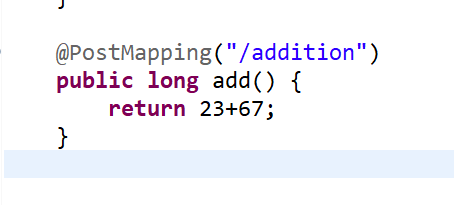 }
@PostMapping("/addition")
public long add() {
    return 23+67;
}